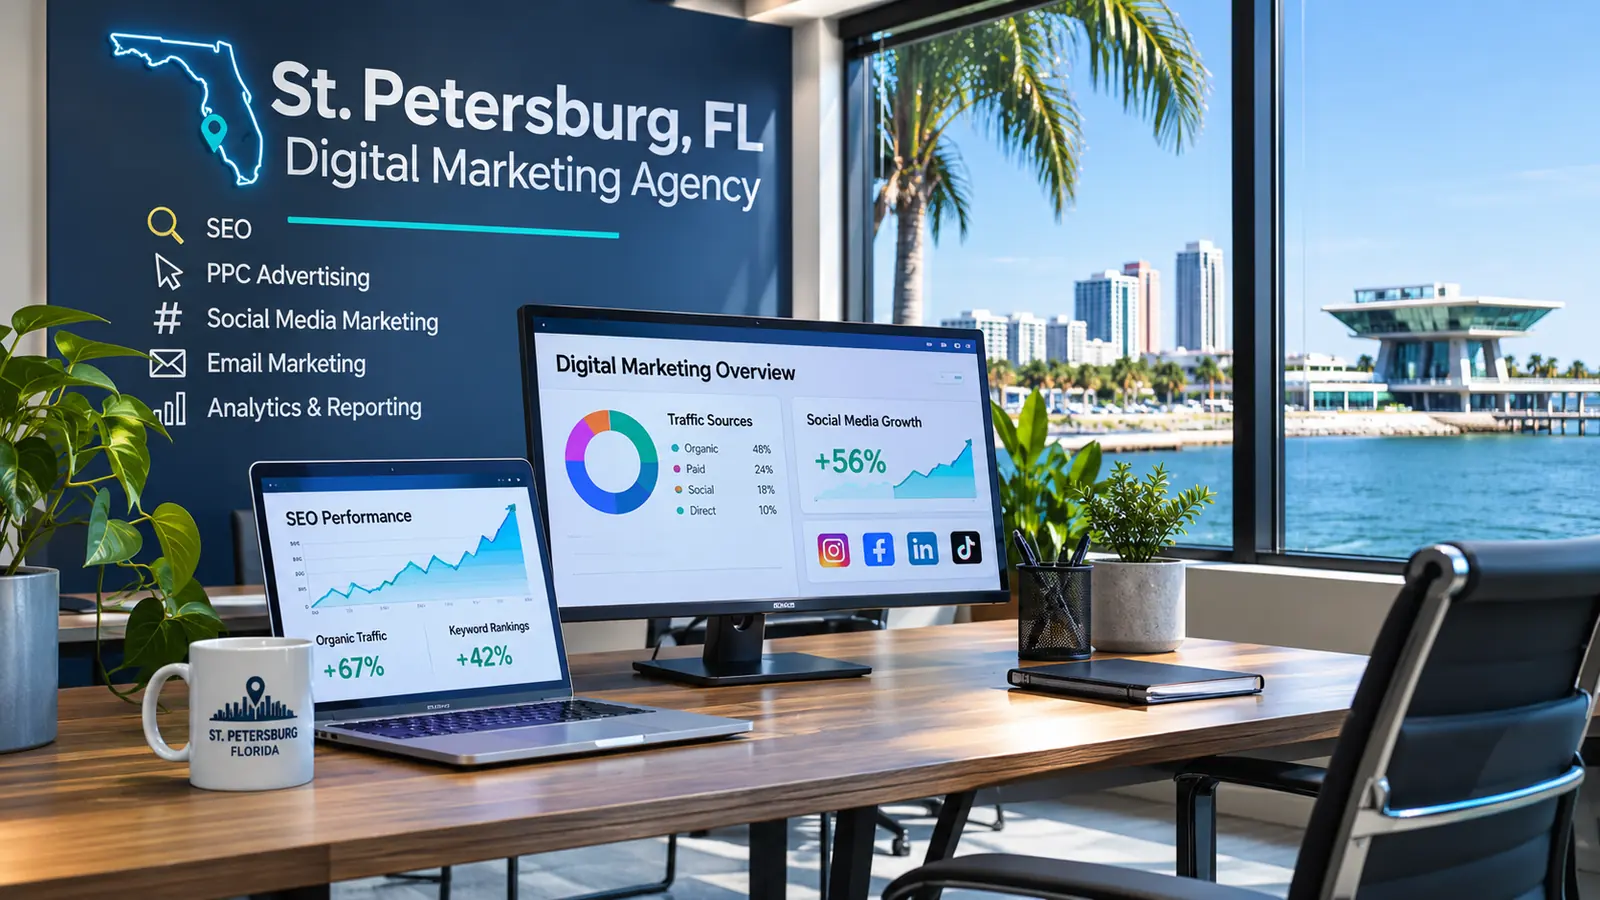 St. Petersburg, FL
Digital Marketing Agency
SEO
PPC Advertising
# Social Media Marketing
Email Marketing
Analytics & Reporting
Digital Marketing Overview
Traffic Sources
Organic 48%
Paid 24%
Social 18%
Direct 10%
Social Media Growth
+56%
in
SEO Performance
Organic Traffic
+67%
Keyword Rankings
+42%
ST. PETERSBURG
FLORIDA